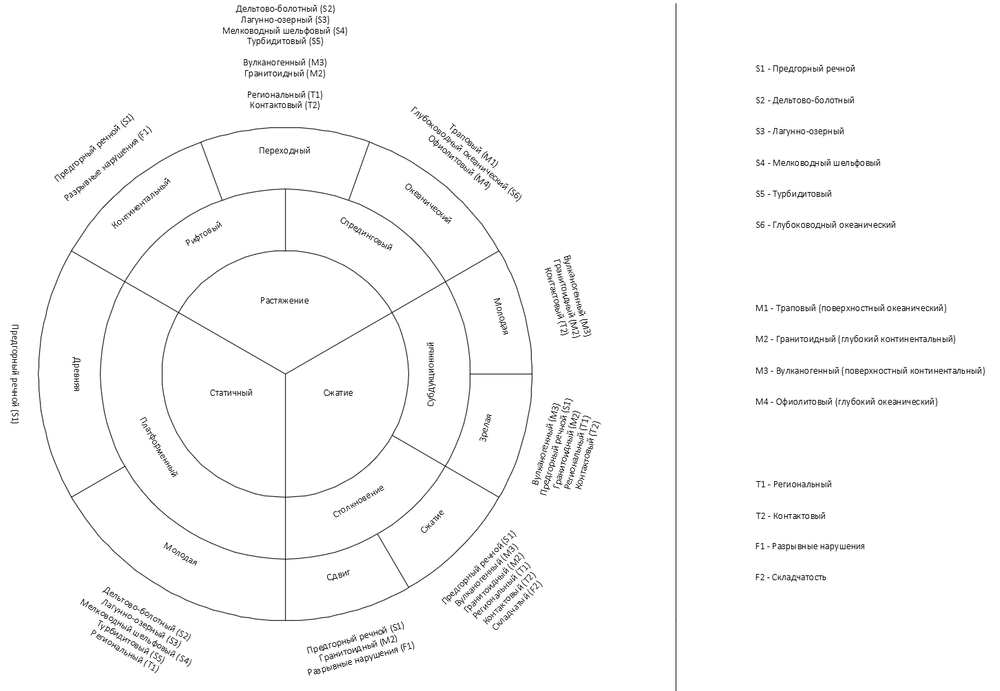 Дельтово-болотный (S2)
Лагунно-озерный (S3)
Мелководный шельфовый (S4)
Турбидитовый (S5)
Вулканогенный (M3)
Гранитоидный (M2)
Региональный (T1)
Контактовый (T2)
Предгорный речной (S1)
Разрывные нарушения (F1)
Траповый (M1)
Глубоководный океанический (S6)
Офиолитовый (M4)
Переходный
Континентальный
Океанический
Рифтовый
Спрединговый
Растяжение
Вулканогенный (M3)
Гранитоидный (M2)
Контактовый (T2)
Молодая
Предгорный речной (S1)
Древняя
Статичный
Сжатие
Субдукционный
Платформенный
Зрелая
Вулканогенный (M3)
Предгорный речной (S1)
Гранитоидный (M2)
Региональный (T1)
Контактовый (T2)
Столкновение
Сжатие
Молодая
Сдвиг
Предгорный речной (S1)
Вулканогенный (M3)
Гранитоидный (M2)
Региональный (T1)
Контактовый (T2)
Складчатый (F2)
Дельтово-болотный (S2)
Лагунно-озерный (S3)
Мелководный шельфовый (S4)
Турбидитовый (S5)
Региональный (T1)
Предгорный речной (S1)
Гранитоидный (M2)
Разрывные нарушения (F1)
S1 - Предгорный речной
S2 - Дельтово-болотный
S3 - Лагунно-озерный
S4 - Мелководный шельфовый
S5 - Турбидитовый
S6 - Глубоководный океанический
M1 - Траповый (поверхностный океанический)
M2 - Гранитоидный (глубокий континентальный)
M3 - Вулканогенный (поверхностный континентальный)
M4 - Офиолитовый (глубокий океанический)
T1 - Региональный
T2 - Контактовый
F1 - Разрывные нарушения
F2 - Складчатость